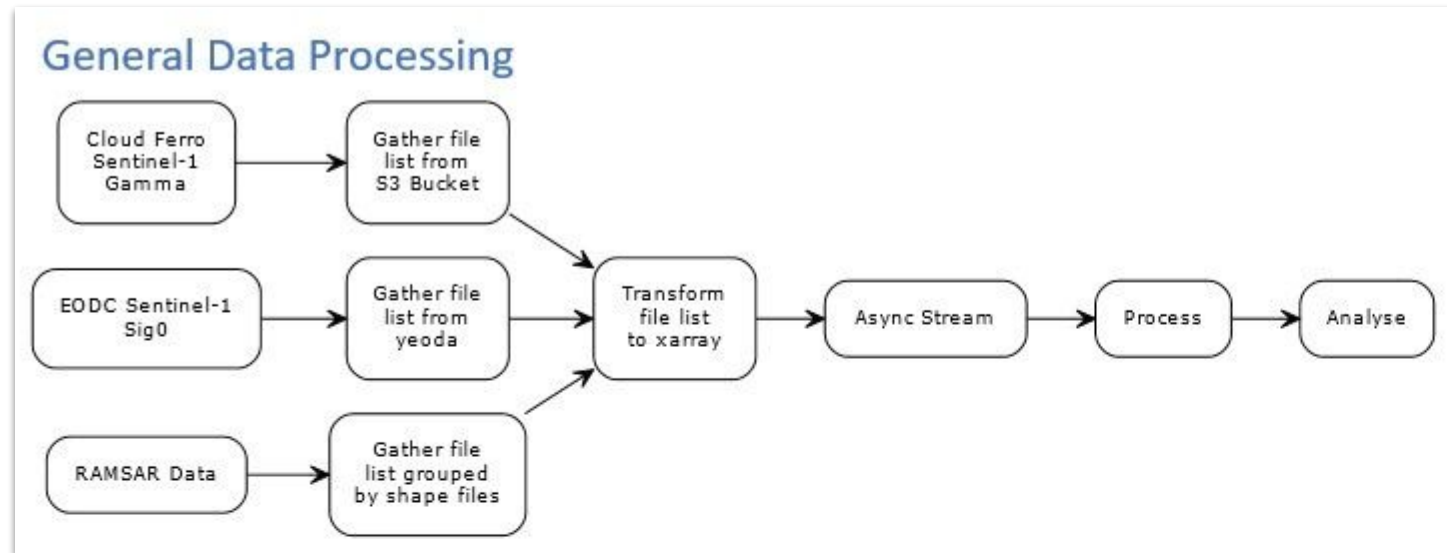 General Data Processing
Cloud Ferro
Sentinel-1
Gamma
Gather file
list from
S3 Bucket
EODC Sentinel-1
Sig0
Gather file
list from
yeoda
Transform
file list
to xarray
Async Stream
Process
Analyse
RAMSAR Data
Gather file
list grouped
by shape files